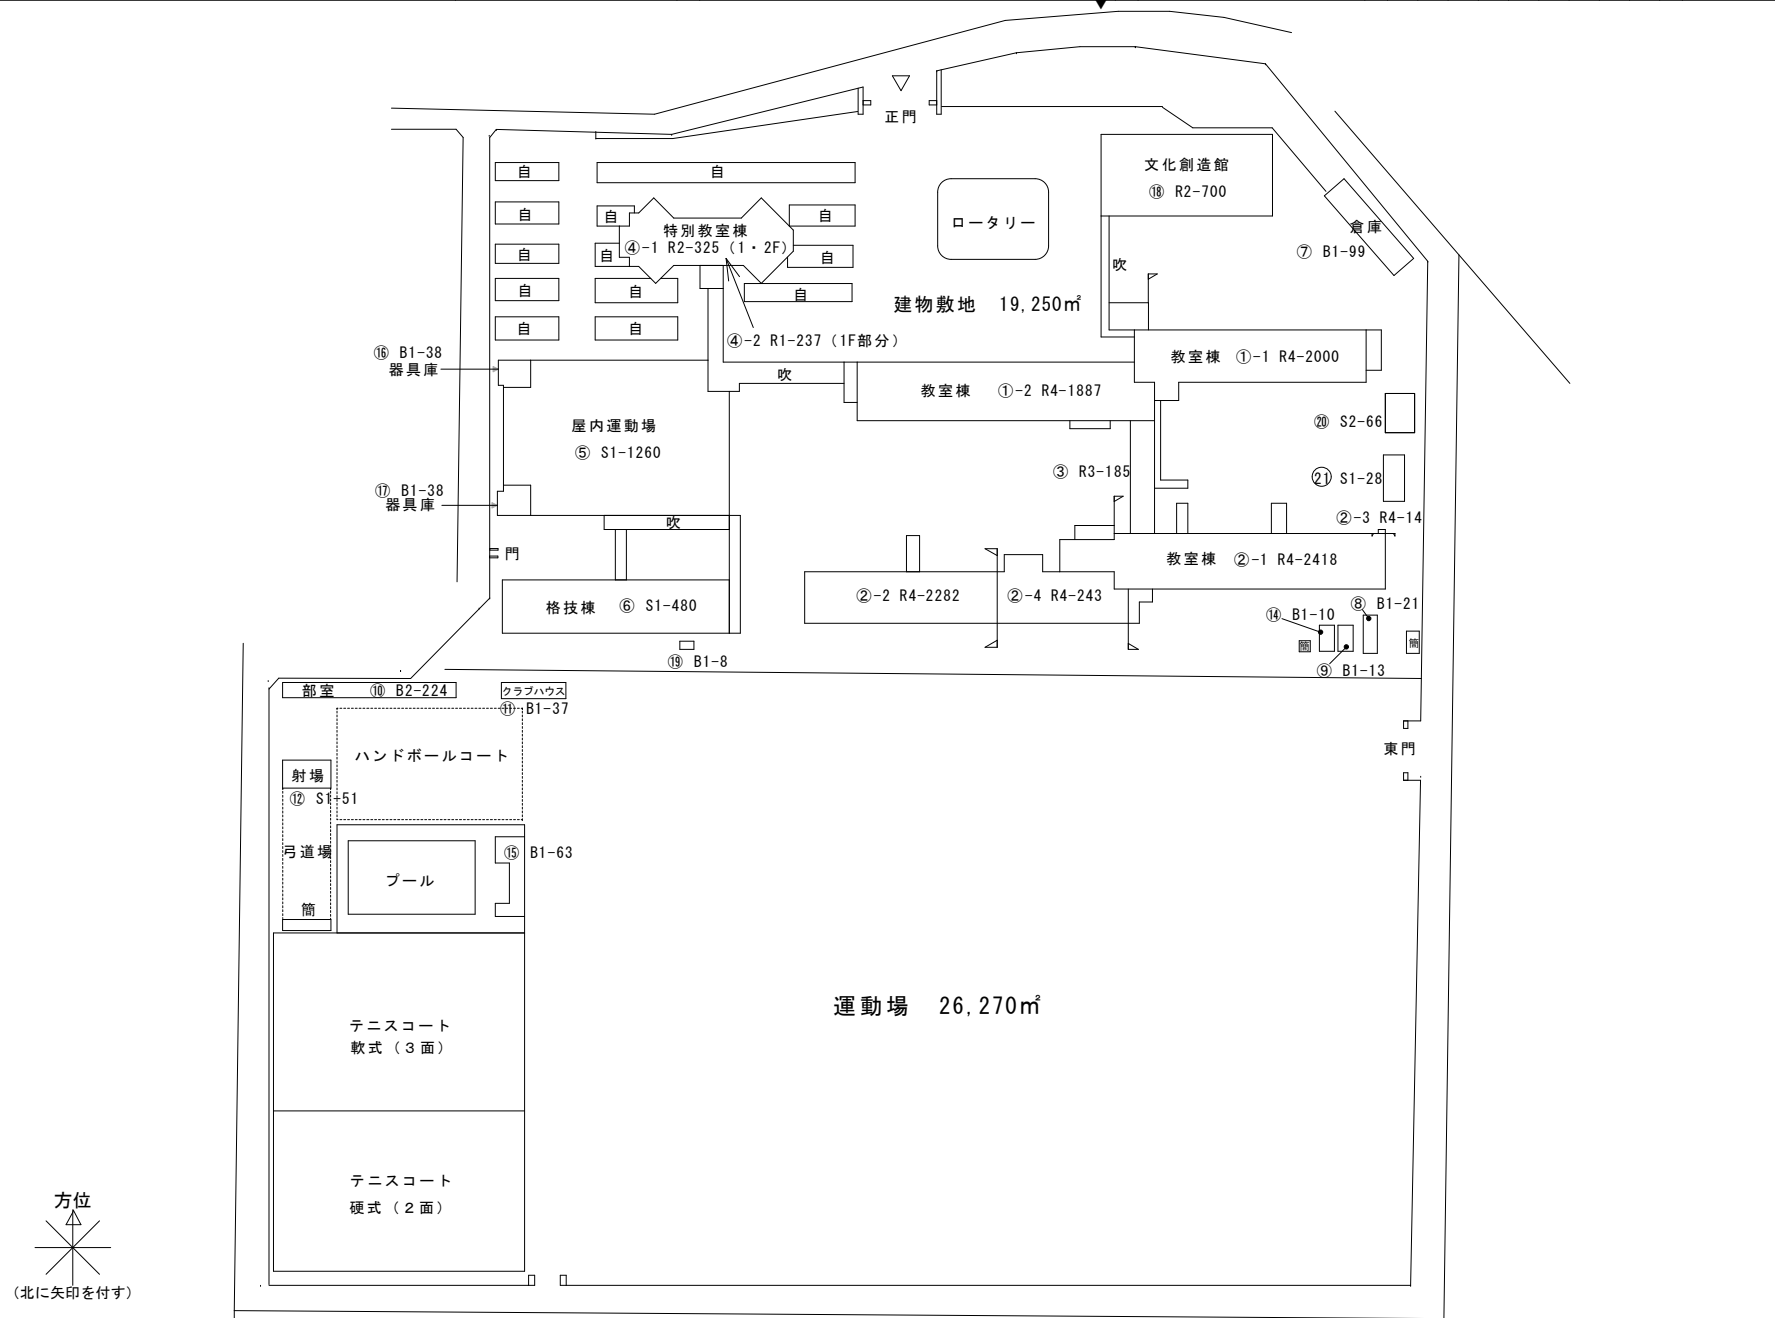 正門
文化創造館
⑱ R2-700
自
自
自
自
自
自
自
ロータリー
倉庫
特別教室棟
④-1 R2-325（1・2F）
⑦ B1-99
自
自
自
吹
自
自
自
建物敷地　19,250㎡
自
自
④-2 R1-237（1F部分）
⑯ B1-38
器具庫
教室棟　①-1 R4-2000
吹
教室棟　①-2 R4-1887
⑳ S2-66
屋内運動場
⑤ S1-1260
③ R3-185
㉑ S1-28
⑰ B1-38
器具庫
②-3 R4-14
吹
門
教室棟　②-1 R4-2418
②-2 R4-2282
②-4 R4-243
格技棟　⑥ S1-480
⑧ B1-21
⑭ B1-10
簡
簡
⑲ B1-8
⑨ B1-13
部室　⑩ B2-224
クラブハウス
⑪ B1-37
東門
ハンドボールコート
射場
⑫ S1-51
弓道場
⑮ B1-63
プール
簡
運動場　26,270㎡
テニスコート
軟式（３面）
テニスコート
硬式（２面）
方位
(北に矢印を付す)